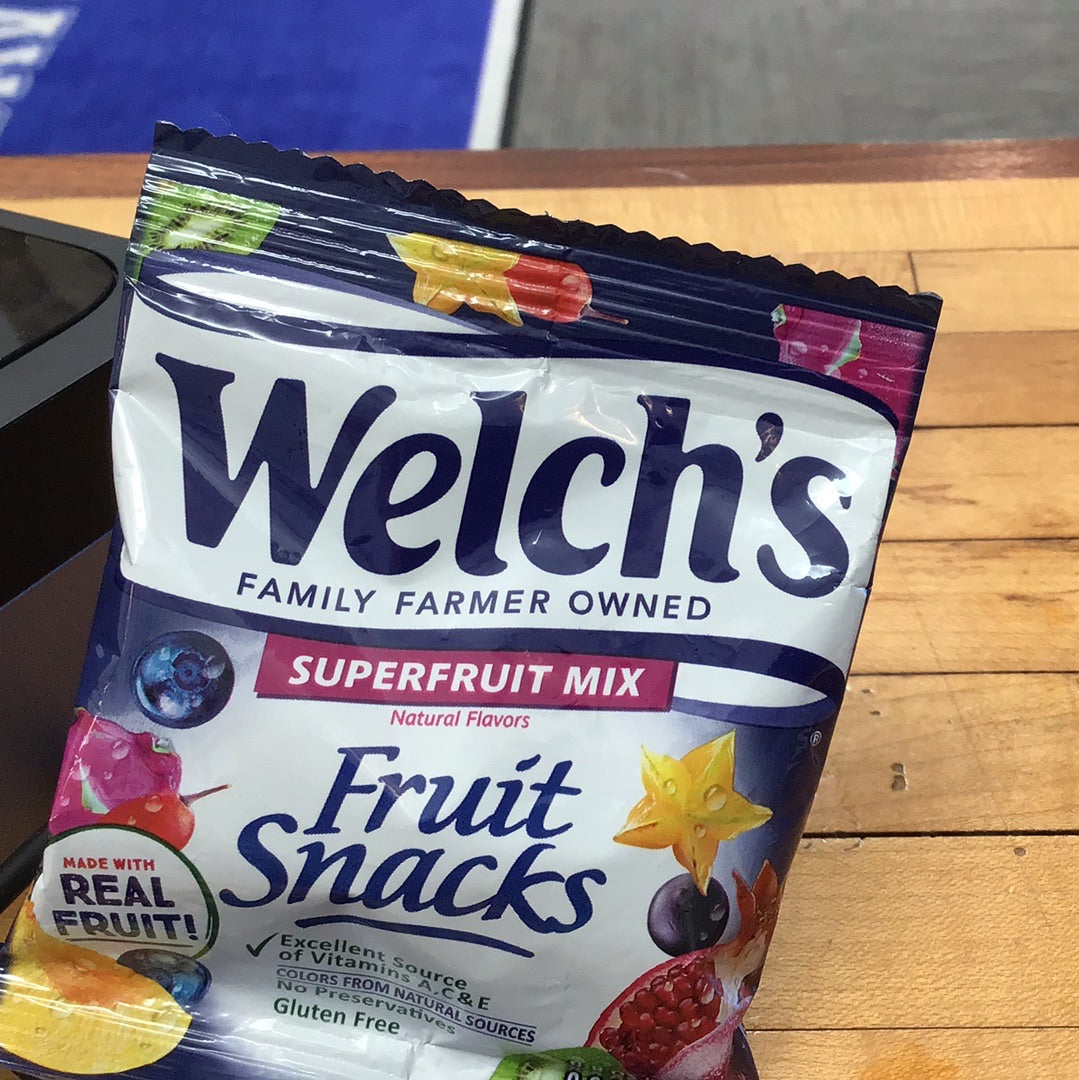 Welch's
FAMILY FARMER OWNED
SUPERFRUIT MIX
Natural Flavors
®
Fruit
Snacks
MADE WITH
REAL
FRUIT!
✓ Excellent Source
of Vitamins A, C & E
COLORS FROM NATURAL SOURCES
No Preservatives
Gluten Free